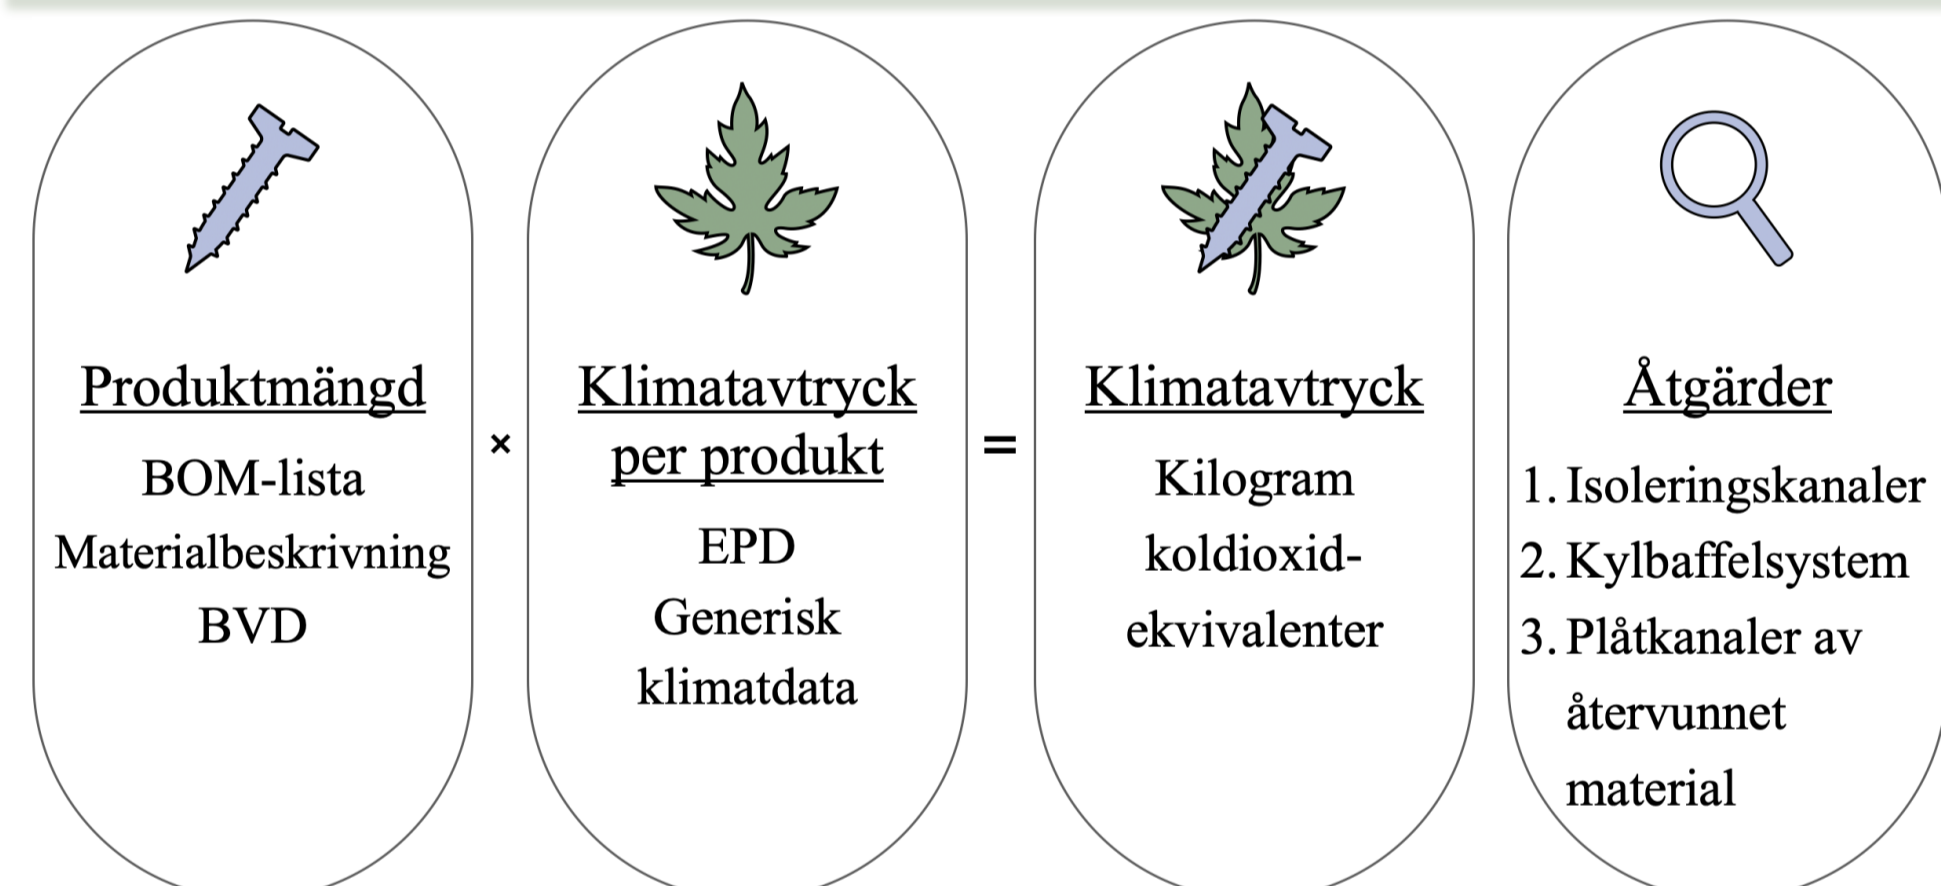 Produktmängd
BOM-lista
Materialbeskrivning
BVD
×
Klimatavtryck
per produkt
EPD
Generisk
klimatdata
=
Klimatavtryck
Kilogram
koldioxid-
ekvivalenter
Åtgärder
1. Isoleringskanaler
2. Kylbaffelsystem
3. Plåtkanaler av
återvunnet
material